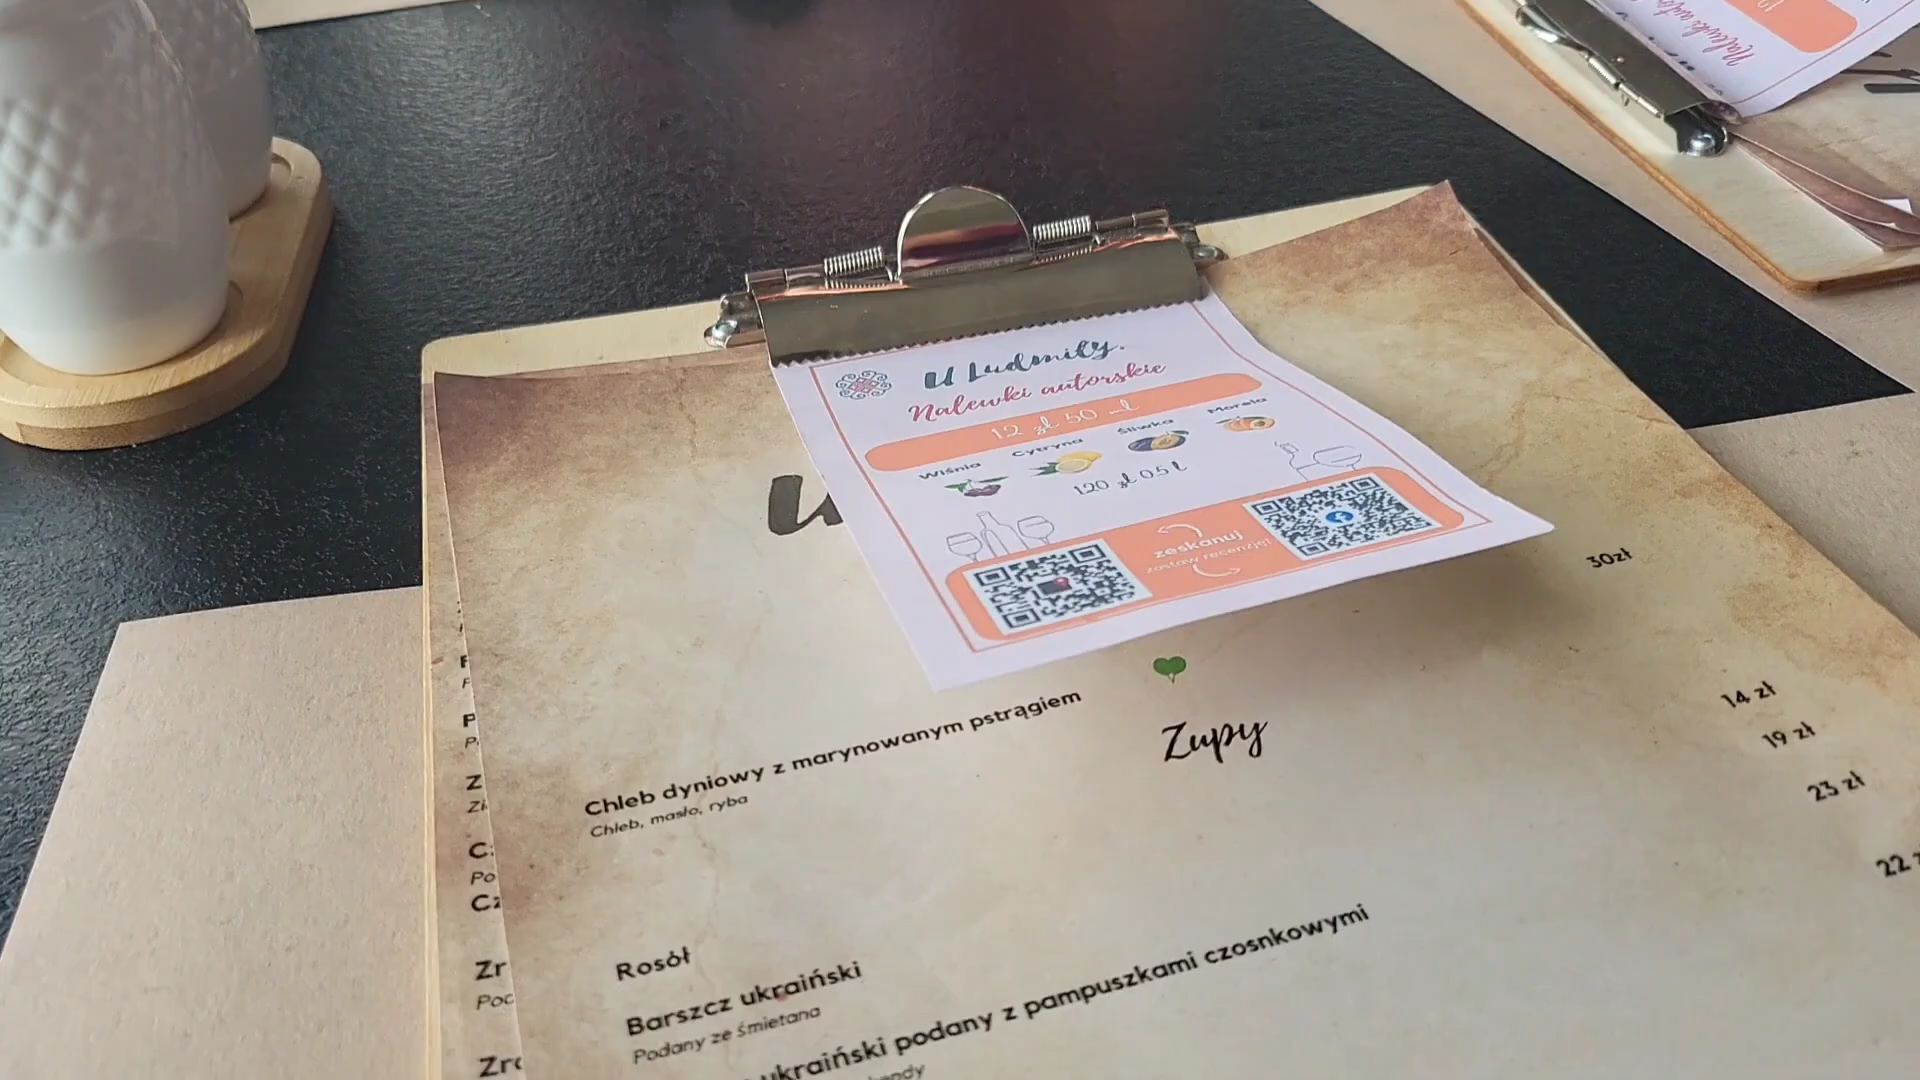 U Ludmiły.
Nalewki autorskie
12 zł 50 ml
Wiśnia Cytryna Śliwka Morela
120 zł 0.5 l
zeskanuj
zostaw recenzję!
30zł
Chleb dyniowy z marynowanym pstrągiem
Chleb, masło, ryba
Zupy
Rosół 14 zł
Barszcz ukraiński 19 zł
Podany ze śmietana
ukraiński podany z pampuszkami czosnkowymi 23 zł
22
Nalewki